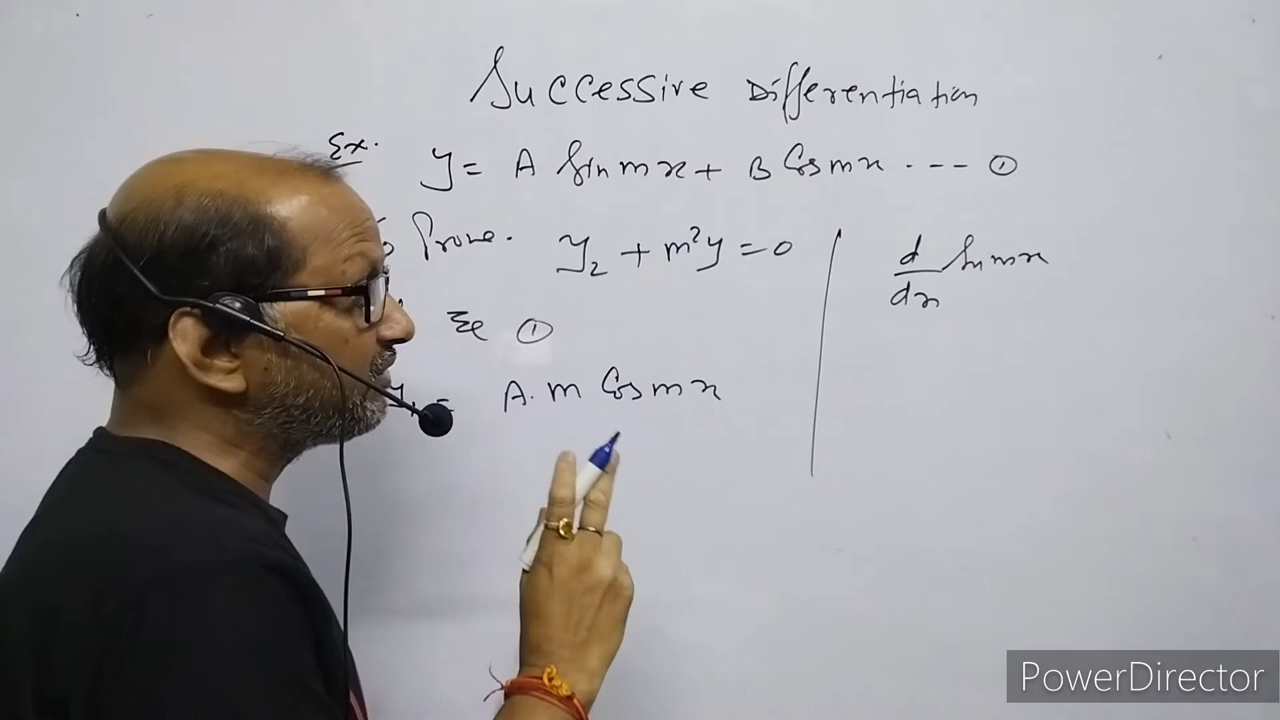 Successive Differentiation
Ex. y = A Sin mx + B Cos mx --- ①
Prove. y₂ + m²y = 0
d/dx Sin mx
①
= A. m Cos mx
PowerDirector